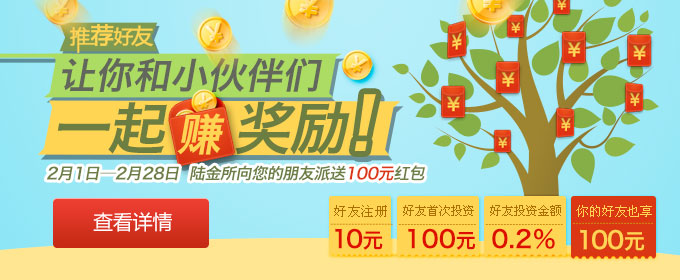 推荐好友
让你和小伙伴们
一起赚奖励!
2月1日—2月28日 陆金所向您的朋友派送100元红包
查看详情
好友注册
10元
好友首次投资
100元
好友投资金额
0.2%
你的好友也享
100元